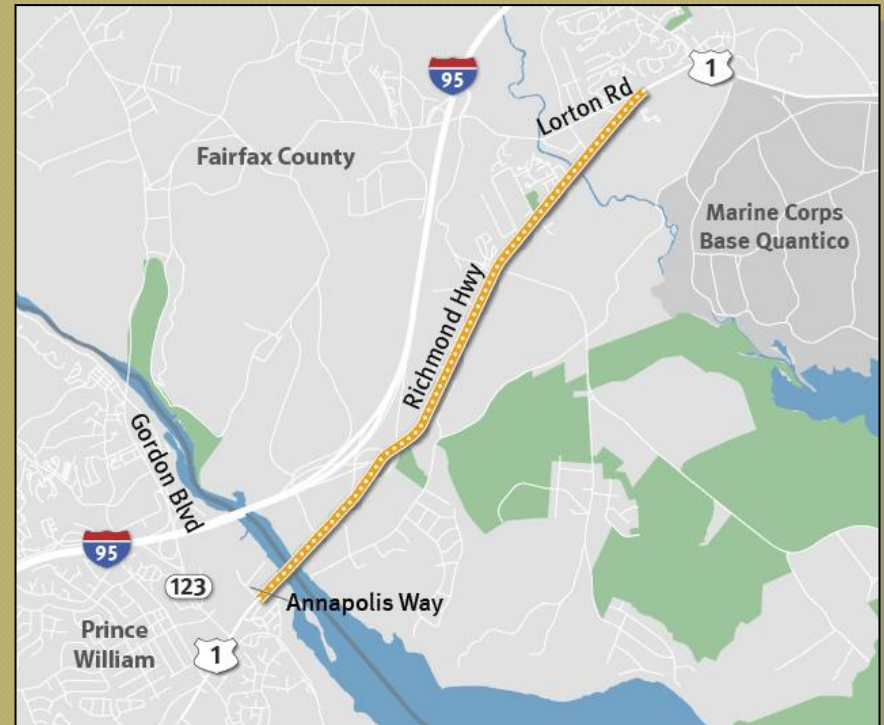 95
1
Lorton Rd
Fairfax County
Marine Corps
Base Quantico
Richmond Hwy
Gordon Blvd
95
123
Annapolis Way
Prince
William
1